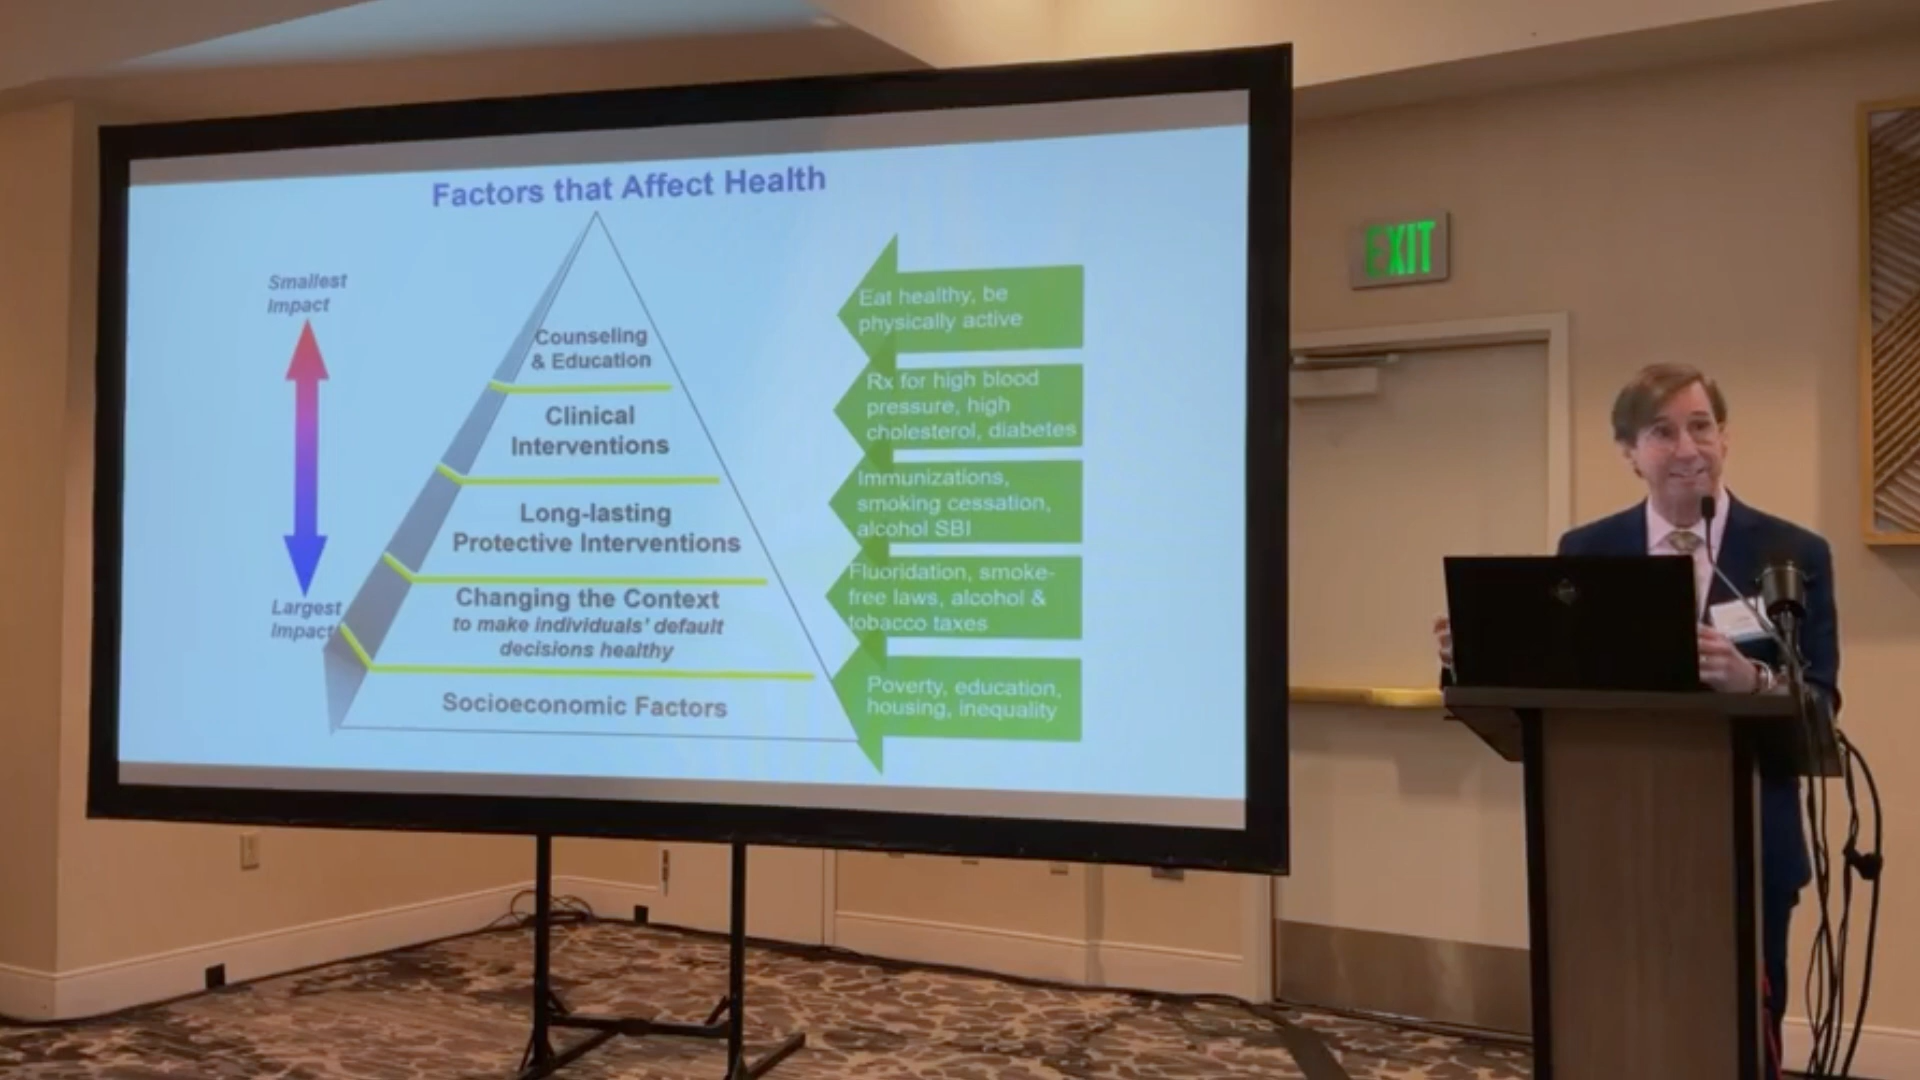 Factors that Affect Health
Smallest
Impact
Largest
Impact
Counseling
& Education
Clinical
Interventions
Long-lasting
Protective Interventions
Changing the Context
to make individuals' default
decisions healthy
Socioeconomic Factors
Eat healthy, be
physically active
Rx for high blood
pressure, high
cholesterol, diabetes
Immunizations,
smoking cessation,
alcohol SBI
Fluoridation, smoke-
free laws, alcohol &
tobacco taxes
Poverty, education,
housing, inequality
EXIT